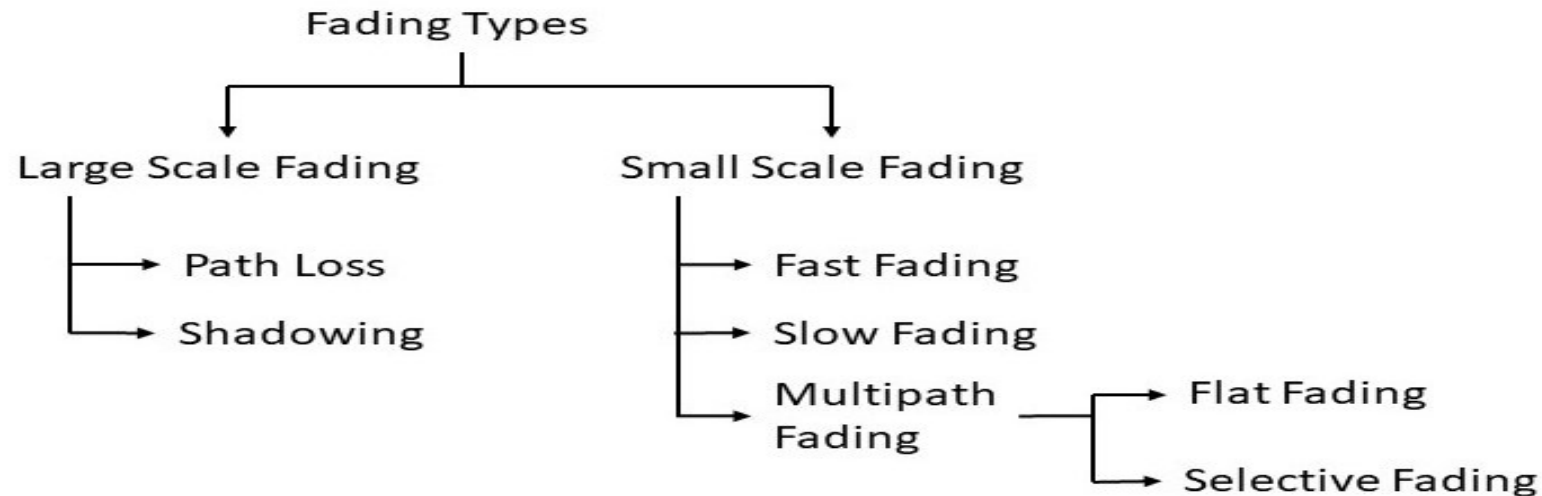 Fading Types
Large Scale Fading
Small Scale Fading
Path Loss
Fast Fading
Shadowing
Slow Fading
Multipath
Fading
Flat Fading
Selective Fading